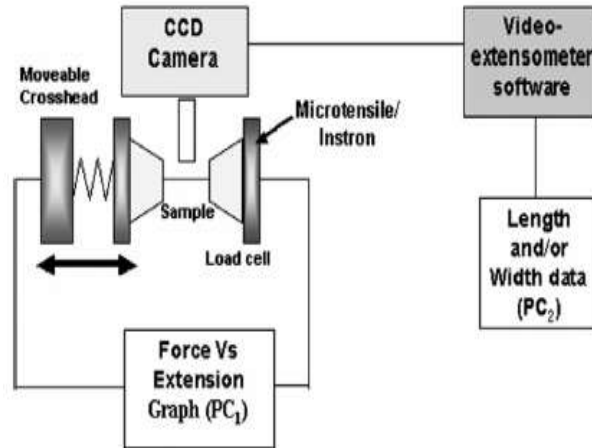 CCD
Camera
Video-
extensometer
software
Moveable
Crosshead
Microtensile/
Instron
Sample
Load cell
Length
and/or
Width data
(PC₂)
Force Vs
Extension
Graph (PC₁)